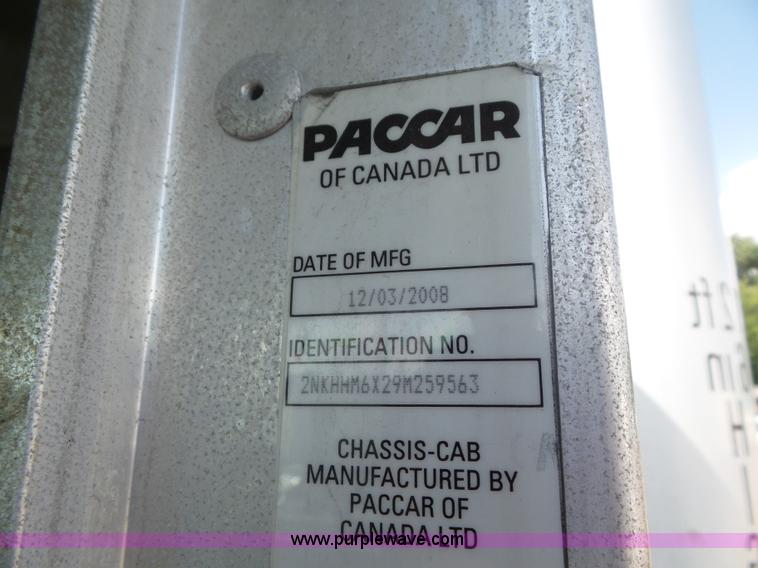 PACCAR
OF CANADA LTD
DATE OF MFG
12/03/2008
IDENTIFICATION NO.
2NKHHM6X29M259563
CHASSIS-CAB
MANUFACTURED BY
PACCAR OF
CANADA LTD
www.purplewave.com